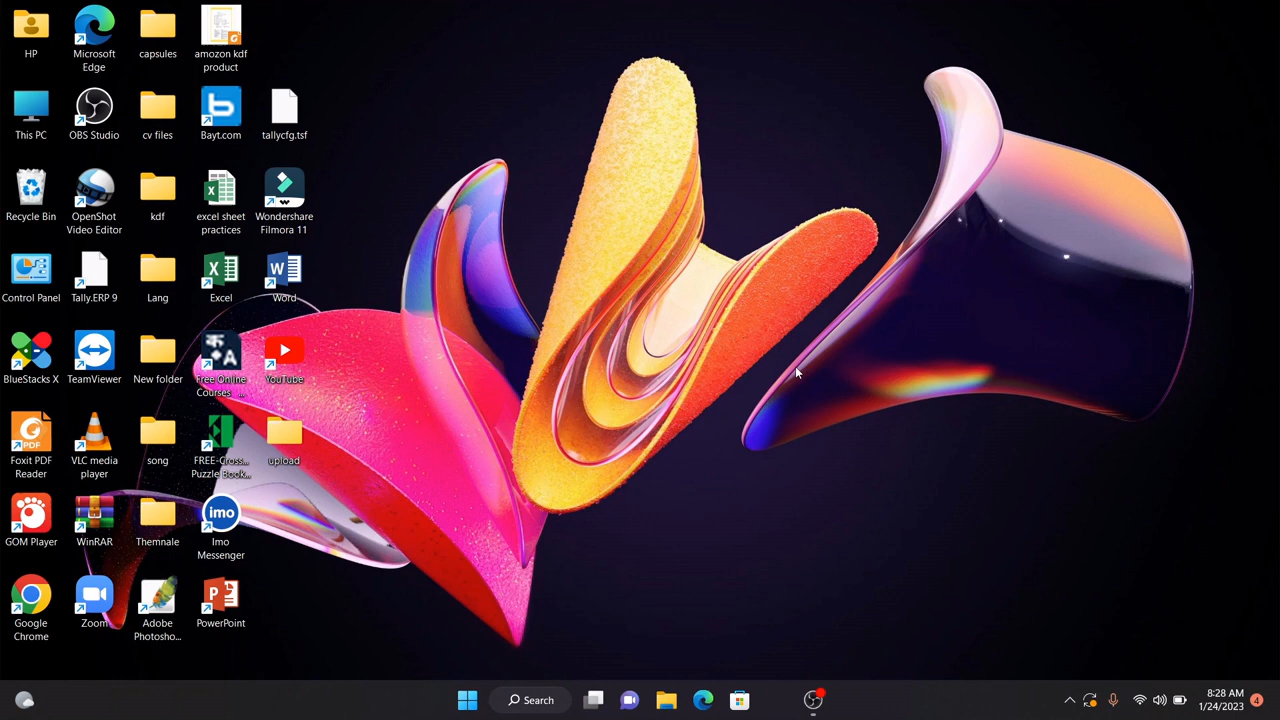 HP
Microsoft
Edge
capsules
amozon kdf
product
This PC
OBS Studio
cv files
Bayt.com
tallycfg.tsf
Recycle Bin
OpenShot
Video Editor
kdf
excel sheet
practices
Wondershare
Filmora 11
Control Panel
Tally.ERP 9
Lang
Excel
Word
BlueStacks X
TeamViewer
New folder
क A
Free Online
Courses ...
YouTube
PDF
Foxit PDF
Reader
VLC media
player
song
FREE-Cross...
Puzzle Book...
upload
GOM Player
WinRAR
Themnale
imo
Imo
Messenger
Google
Chrome
Zoom
Adobe
Photosho...
PowerPoint
Search
8:28 AM
1/24/2023
4